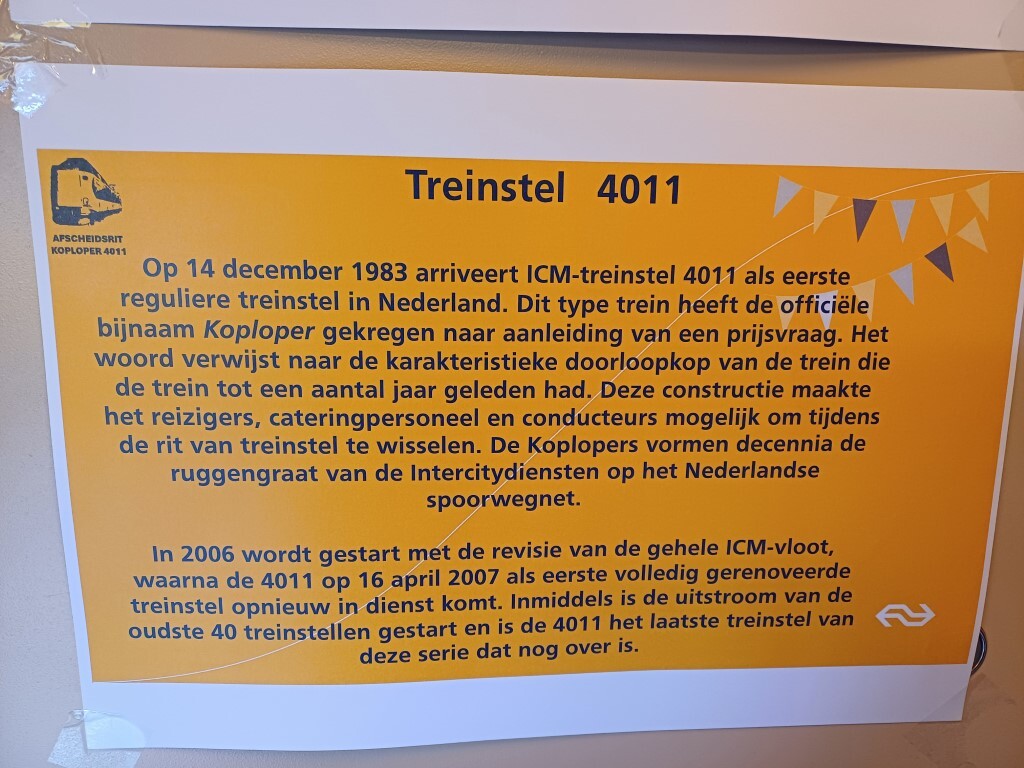 Treinstel 4011
AFSCHEIDSRIT
KOPLOPER 4011
Op 14 december 1983 arriveert ICM-treinstel 4011 als eerste
reguliere treinstel in Nederland. Dit type trein heeft de officiële
bijnaam Koploper gekregen naar aanleiding van een prijsvraag. Het
woord verwijst naar de karakteristieke doorloopkop van de trein die
de trein tot een aantal jaar geleden had. Deze constructie maakte
het reizigers, cateringpersoneel en conducteurs mogelijk om tijdens
de rit van treinstel te wisselen. De Koplopers vormen decennia de
ruggengraat van de Intercitydiensten op het Nederlandse
spoorwegnet.
In 2006 wordt gestart met de revisie van de gehele ICM-vloot,
waarna de 4011 op 16 april 2007 als eerste volledig gerenoveerde
treinstel opnieuw in dienst komt. Inmiddels is de uitstroom van de
oudste 40 treinstellen gestart en is de 4011 het laatste treinstel van
deze serie dat nog over is.